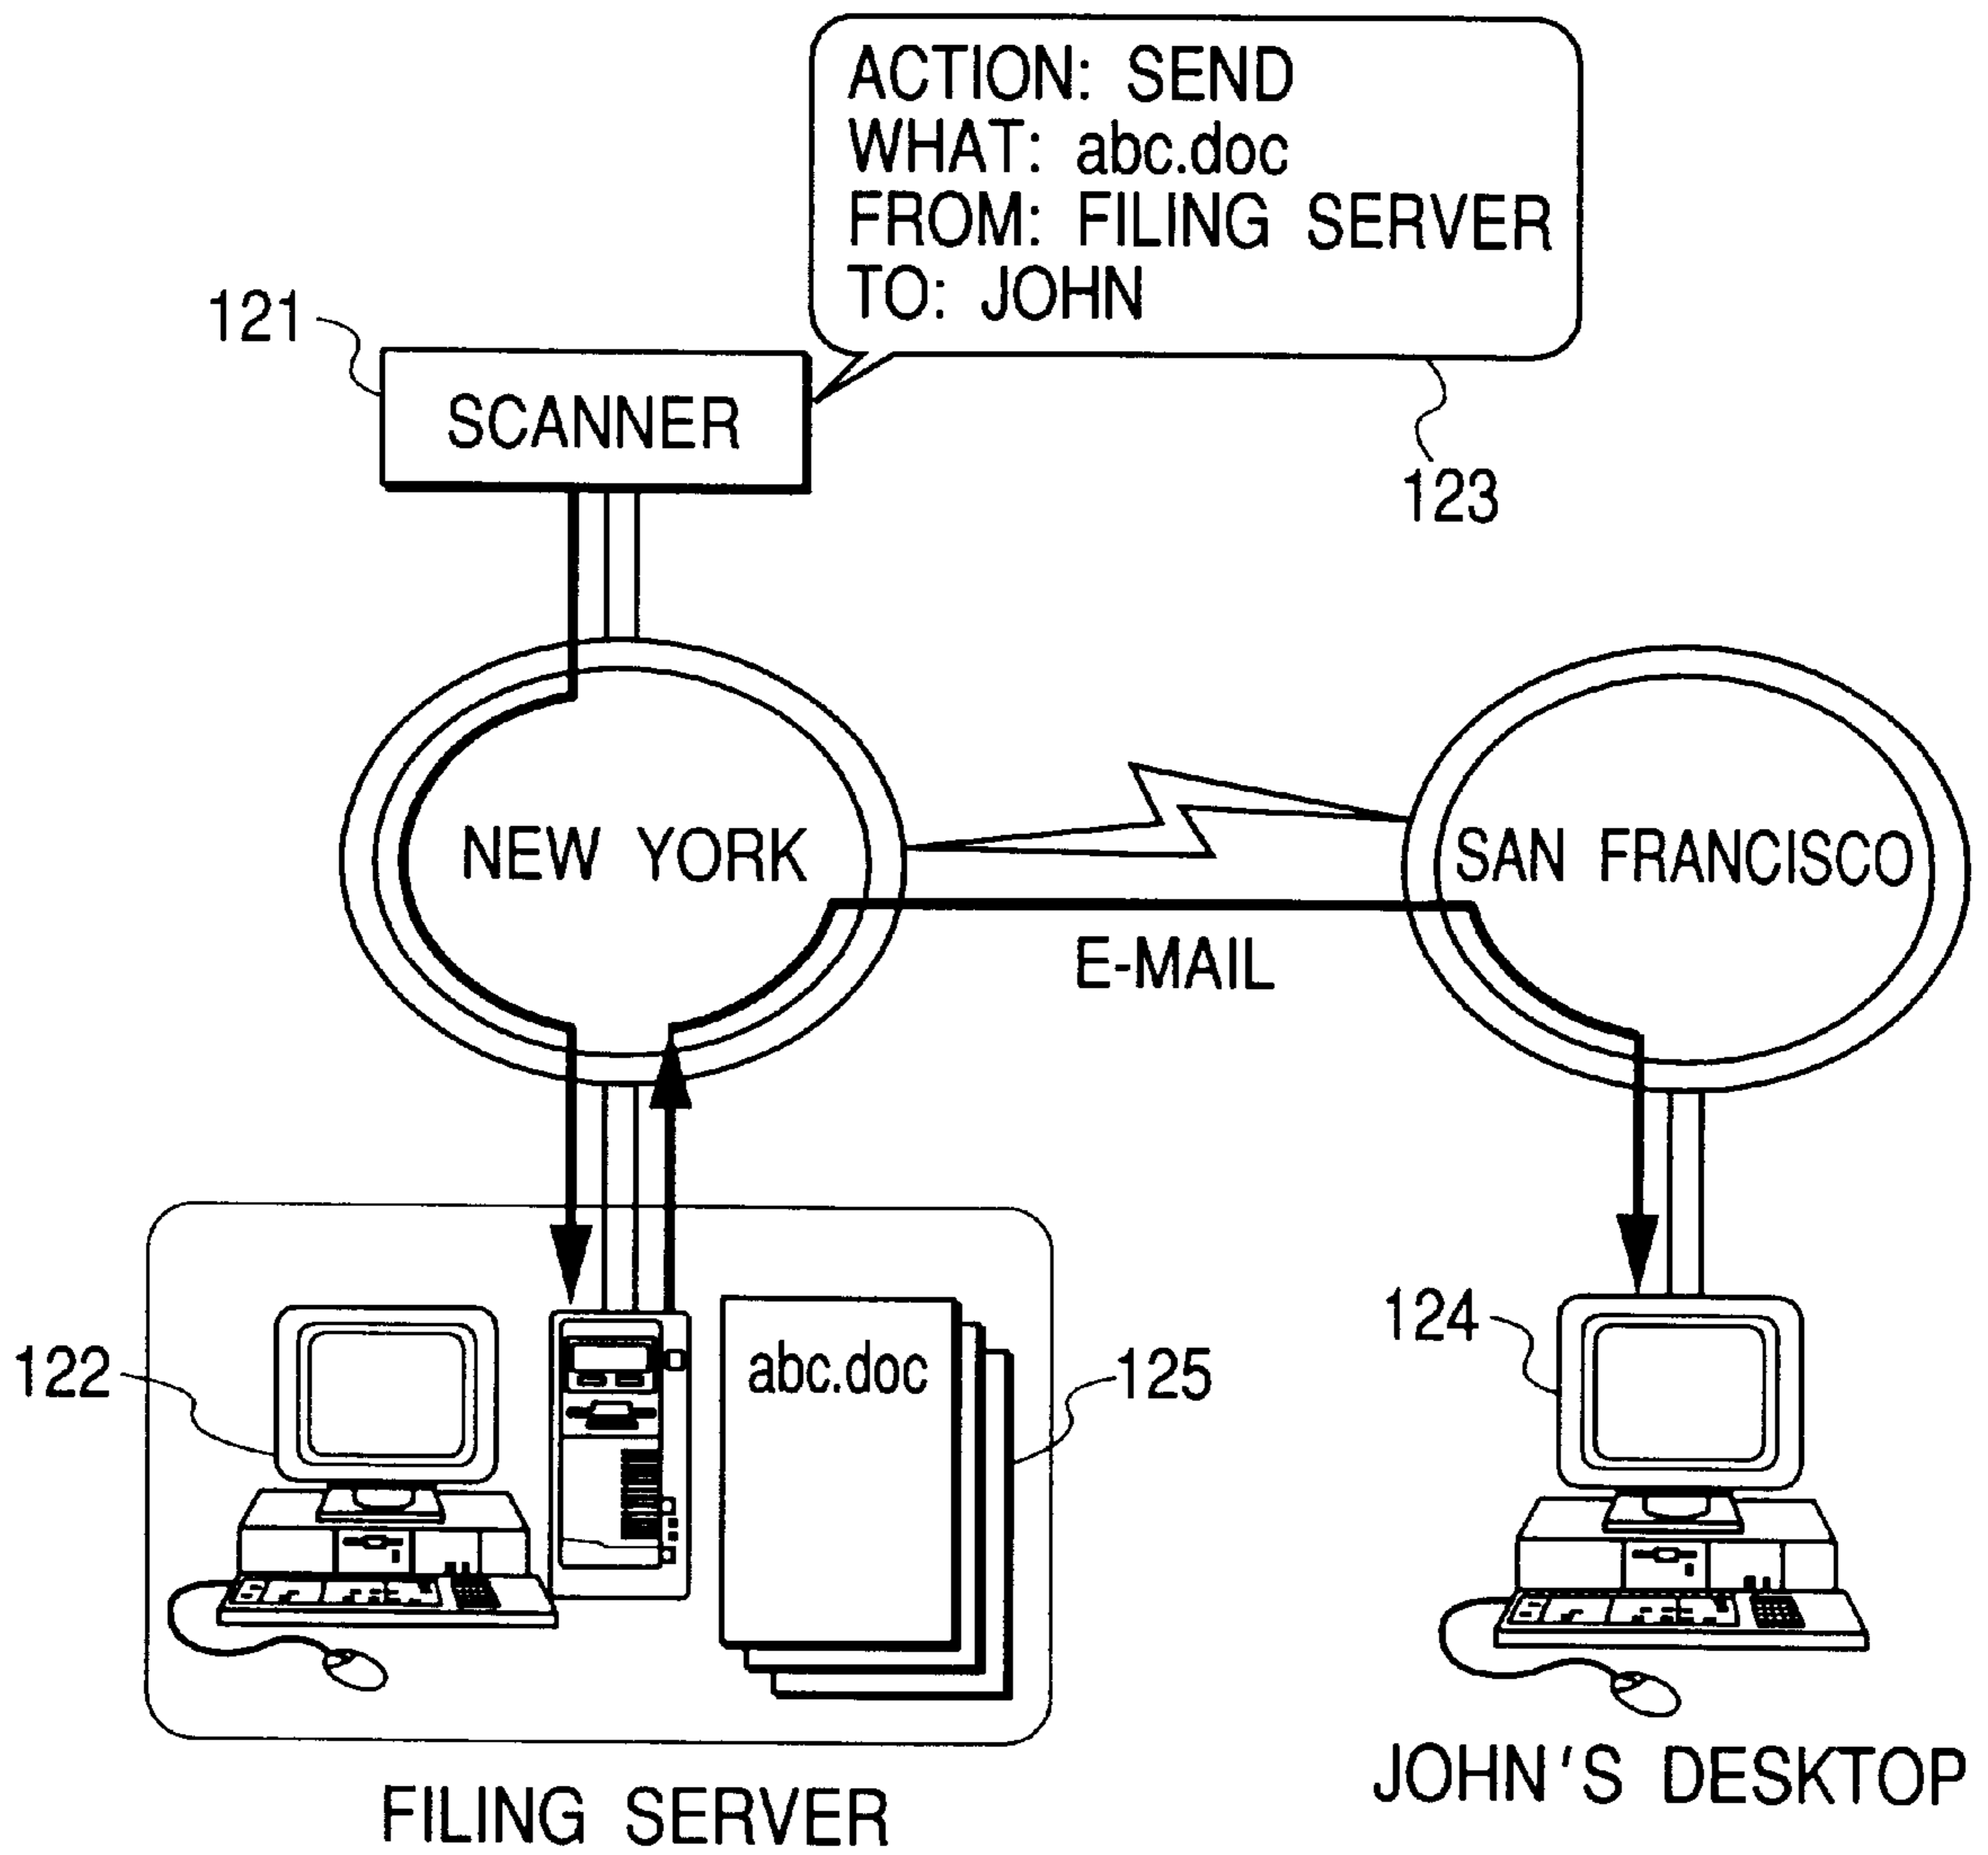 ACTION: SEND
WHAT: abc.doc
FROM: FILING SERVER
TO: JOHN
121
SCANNER
123
NEW YORK
SAN FRANCISCO
E-MAIL
122
abc.doc
125
124
FILING SERVER
JOHN'S DESKTOP